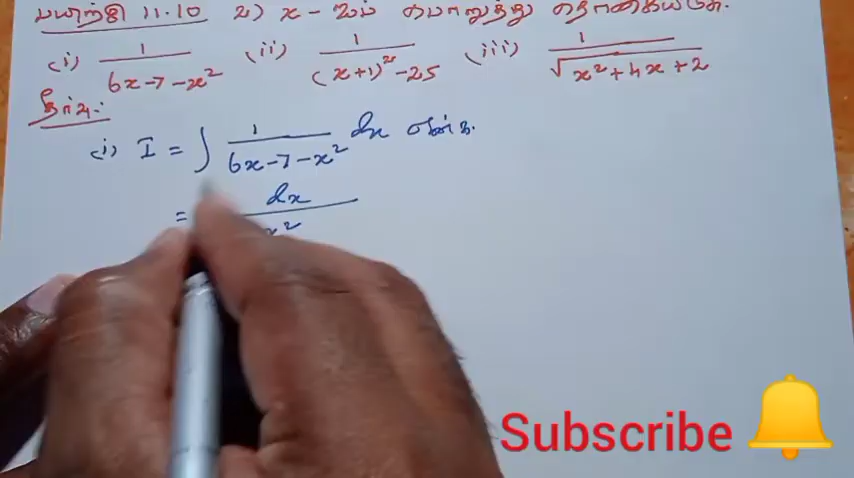 பயிற்சி 11.10 2) x - ஐப் பொறுத்து தொகையிடுக.
(i) 1/(6x-7-x²) (ii) 1/((x+1)²-25) (iii) 1/√(x²+4x+2)
தீர்வு:
(i) I = ∫ 1/(6x-7-x²) dx என்க.
= dx/x²
Subscribe